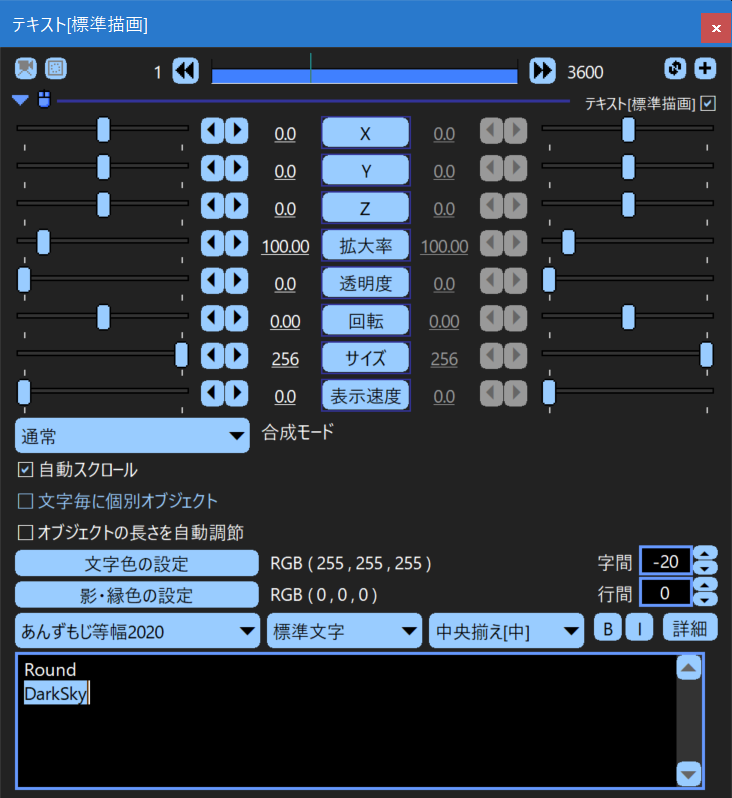 テキスト[標準描画]
1 3600
テキスト[標準描画]
0.0 X 0.0
0.0 Y 0.0
0.0 Z 0.0
100.00 拡大率 100.00
0.0 透明度 0.0
0.00 回転 0.00
256 サイズ 256
0.0 表示速度 0.0
通常 合成モード
自動スクロール
文字毎に個別オブジェクト
オブジェクトの長さを自動調節
文字色の設定 RGB ( 255 , 255 , 255 ) 字間 -20
影・縁色の設定 RGB ( 0 , 0 , 0 ) 行間 0
あんずもじ等幅2020 標準文字 中央揃え[中] B I 詳細
Round
DarkSky